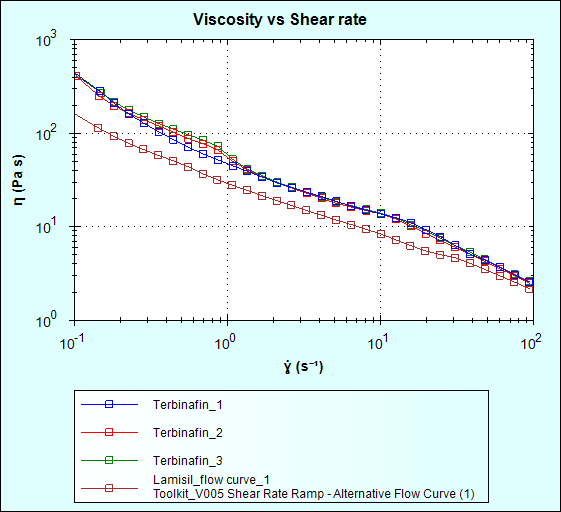 Viscosity vs Shear rate
10³
10²
10¹
10⁰
η (Pa s)
10⁻¹ 10⁰ 10¹ 10²
γ̇ (s⁻¹)
Terbinafin_1
Terbinafin_2
Terbinafin_3
Lamisil_flow curve_1
Toolkit_V005 Shear Rate Ramp - Alternative Flow Curve (1)